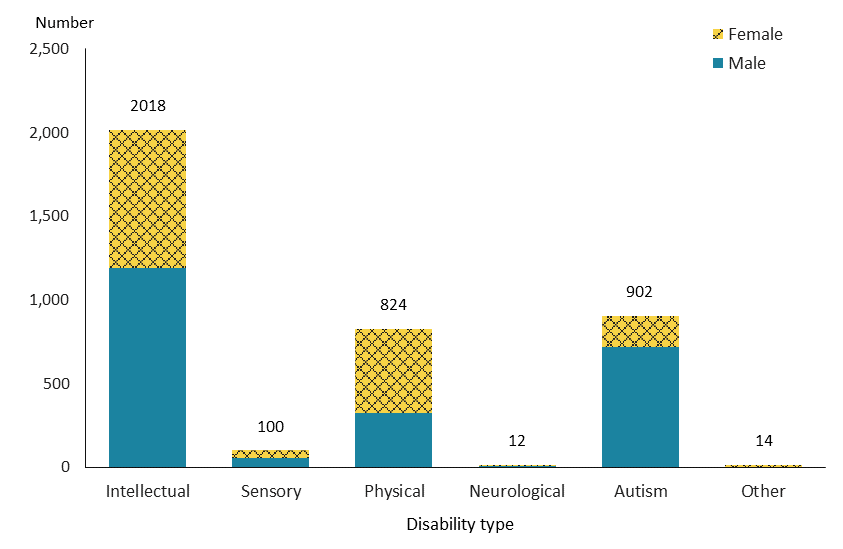 Number
Female
Male
2,500
2,000
1,500
1,000
500
0
2018
100
824
12
902
14
Intellectual
Sensory
Physical
Neurological
Autism
Other
Disability type